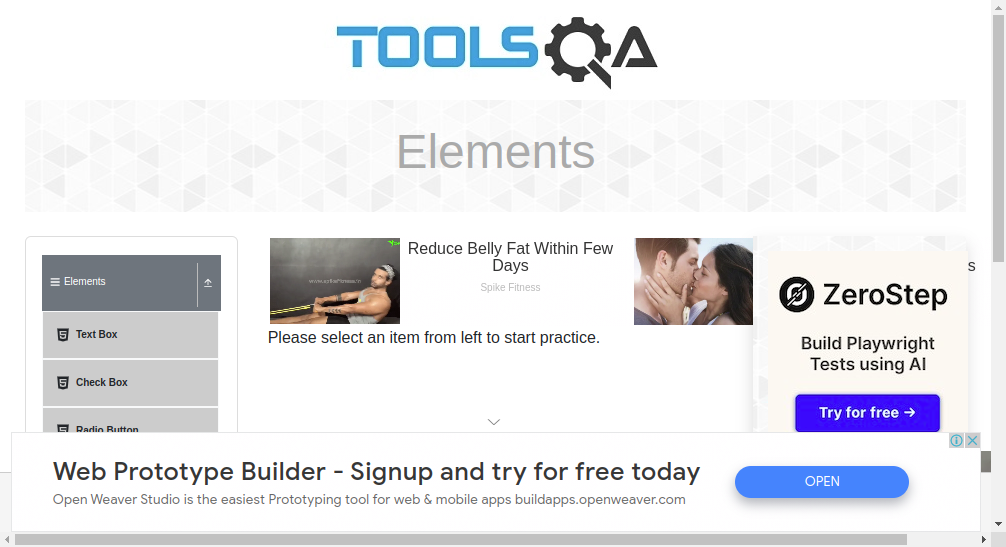 TOOLSQA
Elements
Elements
Text Box
Check Box
Radio Button
www.spikefitness.in
Reduce Belly Fat Within Few
Days
Spike Fitness
s
Please select an item from left to start practice.
ZeroStep
Build Playwright
Tests using AI
Try for free →
Web Prototype Builder - Signup and try for free today
Open Weaver Studio is the easiest Prototyping tool for web & mobile apps buildapps.openweaver.com
OPEN